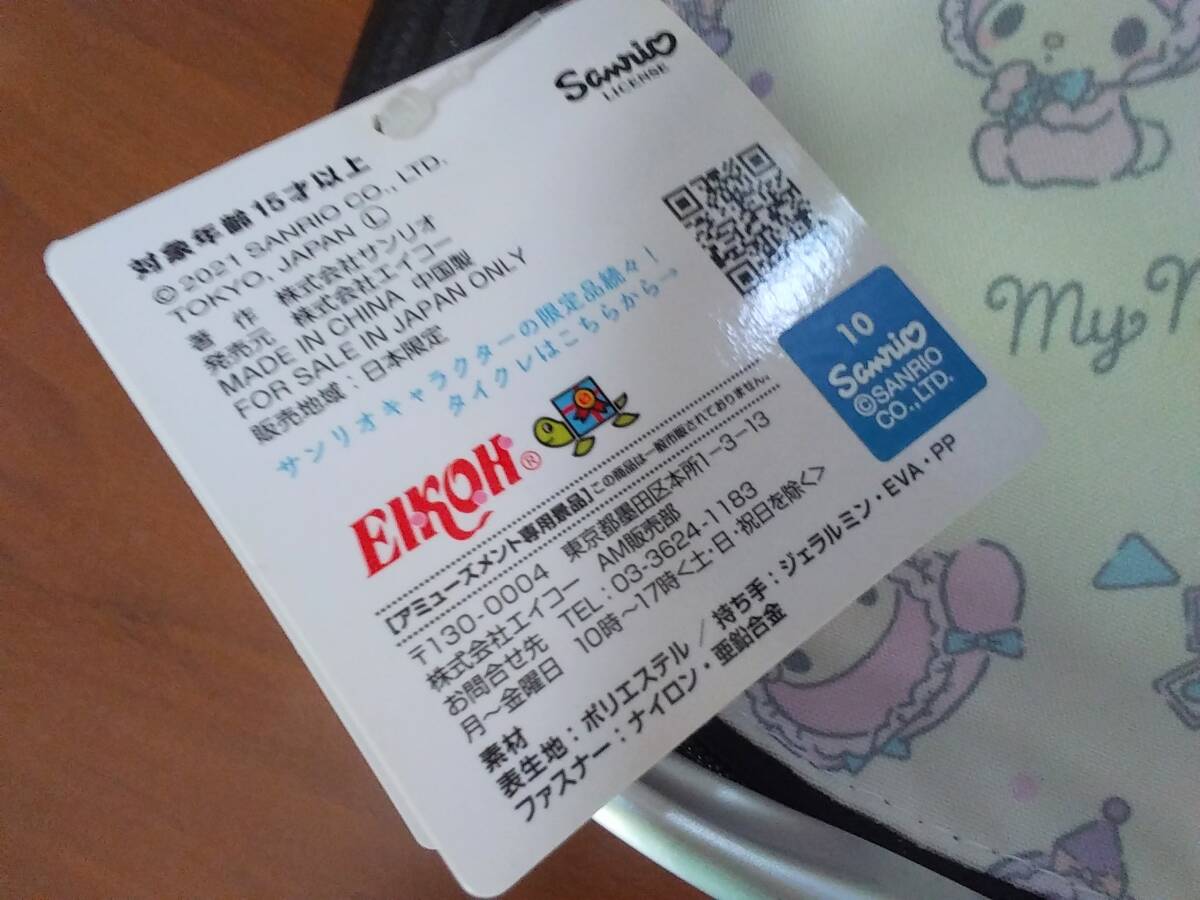 Sanrio
LICENSE
対象年齢15才以上
©2021 SANRIO CO., LTD.
TOKYO, JAPAN Ⓛ
著　作　株式会社サンリオ
発売元　株式会社エイコー
MADE IN CHINA 中国製
FOR SALE IN JAPAN ONLY
販売地域：日本限定
サンリオキャラクターの限定品続々！
タイクレはこちらから→
10
Sanrio
©SANRIO
CO., LTD.
EIKOH®
[アミューズメント専用景品]この商品は一般市販されておりません。
〒130-0004　東京都墨田区本所1-3-13
株式会社エイコー　AM販売部
お問合せ先　TEL：03-3624-1183
月～金曜日　10時～17時<土・日・祝日を除く>
素材
表生地：ポリエステル / 持ち手：ジェラルミン・EVA・PP
ファスナー：ナイロン・亜鉛合金
My